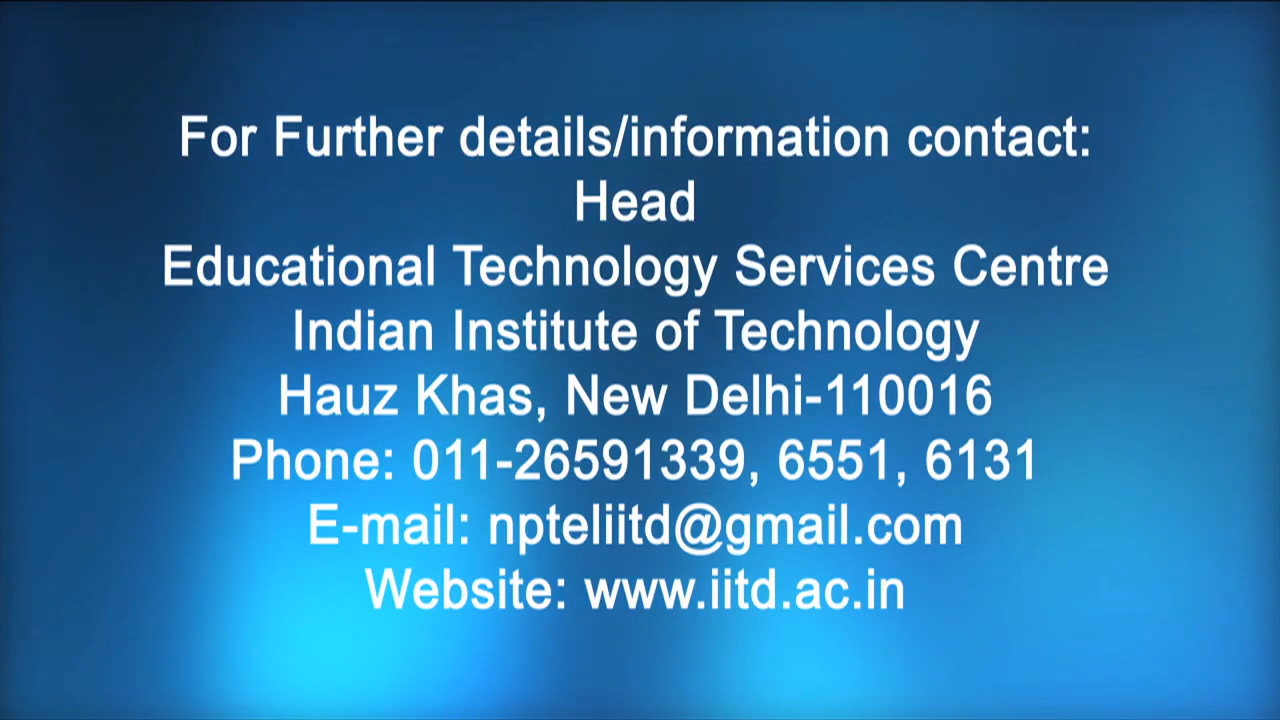 For Further details/information contact:
Head
Educational Technology Services Centre
Indian Institute of Technology
Hauz Khas, New Delhi-110016
Phone: 011-26591339, 6551, 6131
E-mail: npteliitd@gmail.com
Website: www.iitd.ac.in